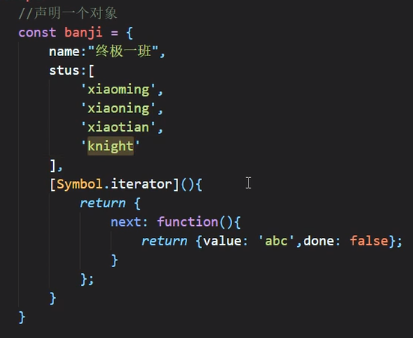 //声明一个对象
const banji = {
    name:"终极一班",
    stus:[
        'xiaoming',
        'xiaoning',
        'xiaotian',
        'knight'
    ],
    [Symbol.iterator](){
        return {
            next: function(){
                return {value: 'abc',done: false};
            }
        };
    }
}